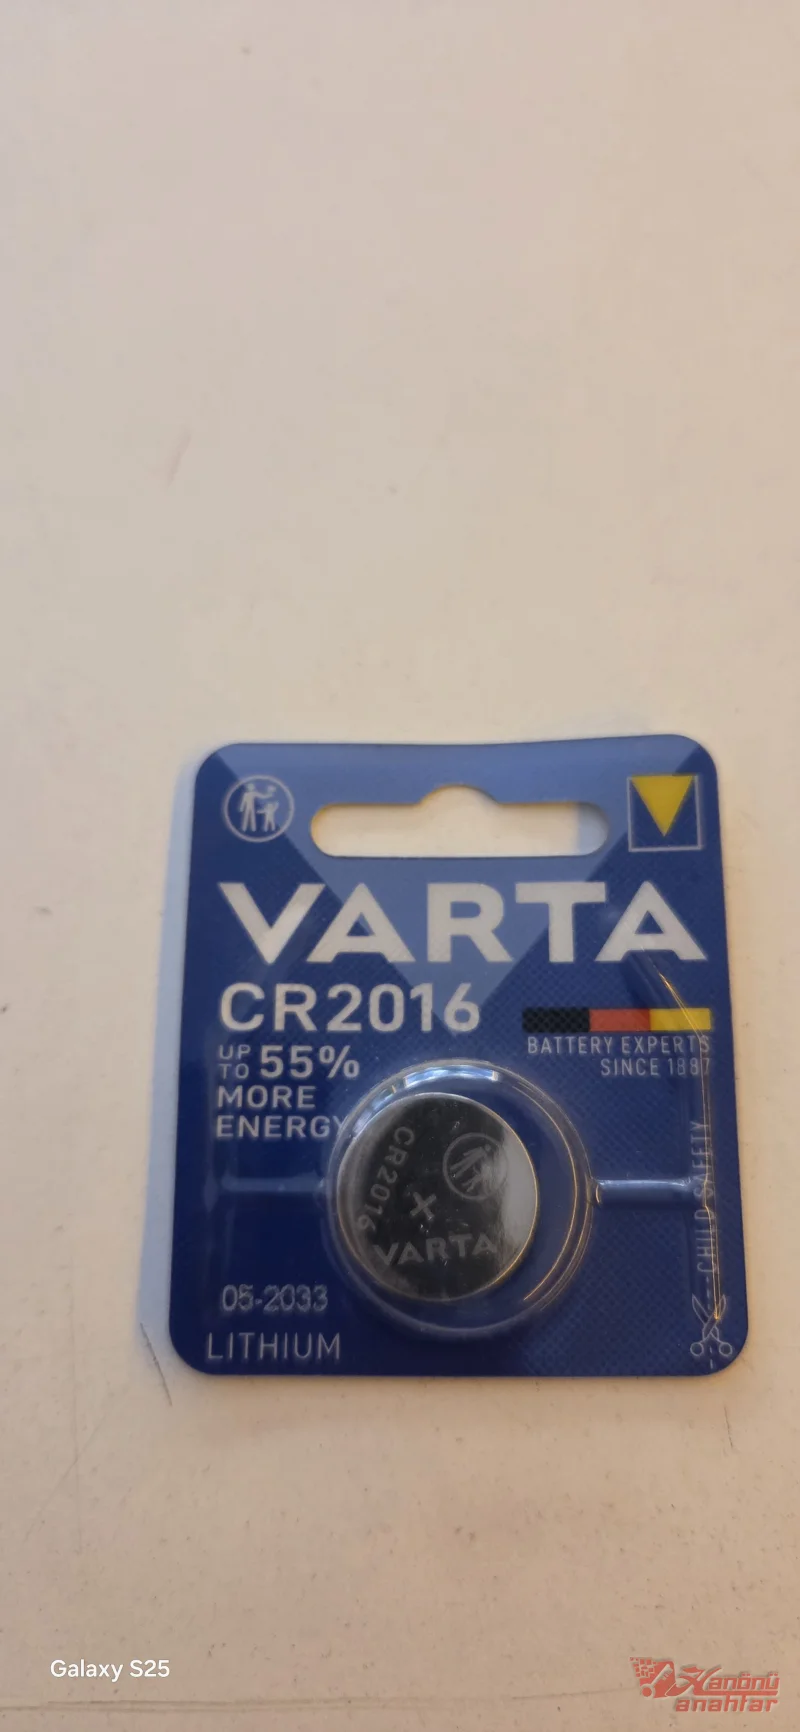 VARTA
CR2016
UP TO 55%
MORE
ENERGY
BATTERY EXPERTS
SINCE 1887
CR2016
+
VARTA
CHILD SAFETY
05-2033
LITHIUM
Galaxy S25
Hanönü
anahtar